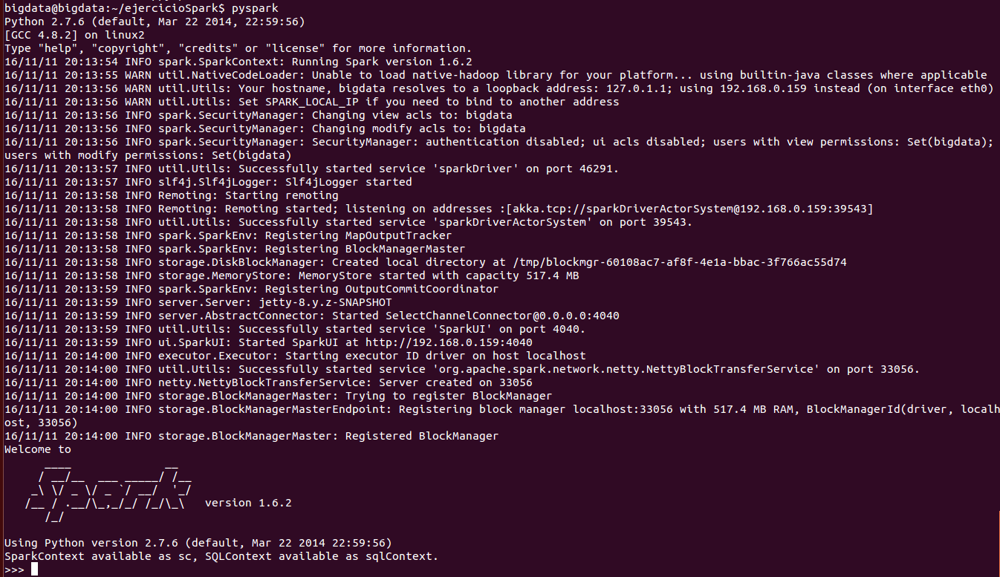 bigdata@bigdata:~/ejercicioSpark$ pyspark
Python 2.7.6 (default, Mar 22 2014, 22:59:56)
[GCC 4.8.2] on linux2
Type "help", "copyright", "credits" or "license" for more information.
16/11/11 20:13:54 INFO spark.SparkContext: Running Spark version 1.6.2
16/11/11 20:13:55 WARN util.NativeCodeLoader: Unable to load native-hadoop library for your platform... using builtin-java classes where applicable
16/11/11 20:13:56 WARN util.Utils: Your hostname, bigdata resolves to a loopback address: 127.0.1.1; using 192.168.0.159 instead (on interface eth0)
16/11/11 20:13:56 WARN util.Utils: Set SPARK_LOCAL_IP if you need to bind to another address
16/11/11 20:13:56 INFO spark.SecurityManager: Changing view acls to: bigdata
16/11/11 20:13:56 INFO spark.SecurityManager: Changing modify acls to: bigdata
16/11/11 20:13:56 INFO spark.SecurityManager: SecurityManager: authentication disabled; ui acls disabled; users with view permissions: Set(bigdata);
users with modify permissions: Set(bigdata)
16/11/11 20:13:57 INFO util.Utils: Successfully started service 'sparkDriver' on port 46291.
16/11/11 20:13:57 INFO slf4j.Slf4jLogger: Slf4jLogger started
16/11/11 20:13:58 INFO Remoting: Starting remoting
16/11/11 20:13:58 INFO Remoting: Remoting started; listening on addresses :[akka.tcp://sparkDriverActorSystem@192.168.0.159:39543]
16/11/11 20:13:58 INFO util.Utils: Successfully started service 'sparkDriverActorSystem' on port 39543.
16/11/11 20:13:58 INFO spark.SparkEnv: Registering MapOutputTracker
16/11/11 20:13:58 INFO spark.SparkEnv: Registering BlockManagerMaster
16/11/11 20:13:58 INFO storage.DiskBlockManager: Created local directory at /tmp/blockmgr-60108ac7-af8f-4e1a-bbac-3f766ac55d74
16/11/11 20:13:58 INFO storage.MemoryStore: MemoryStore started with capacity 517.4 MB
16/11/11 20:13:59 INFO spark.SparkEnv: Registering OutputCommitCoordinator
16/11/11 20:13:59 INFO server.Server: jetty-8.y.z-SNAPSHOT
16/11/11 20:13:59 INFO server.AbstractConnector: Started SelectChannelConnector@0.0.0.0:4040
16/11/11 20:13:59 INFO util.Utils: Successfully started service 'SparkUI' on port 4040.
16/11/11 20:13:59 INFO ui.SparkUI: Started SparkUI at http://192.168.0.159:4040
16/11/11 20:14:00 INFO executor.Executor: Starting executor ID driver on host localhost
16/11/11 20:14:00 INFO util.Utils: Successfully started service 'org.apache.spark.network.netty.NettyBlockTransferService' on port 33056.
16/11/11 20:14:00 INFO netty.NettyBlockTransferService: Server created on 33056
16/11/11 20:14:00 INFO storage.BlockManagerMaster: Trying to register BlockManager
16/11/11 20:14:00 INFO storage.BlockManagerMasterEndpoint: Registering block manager localhost:33056 with 517.4 MB RAM, BlockManagerId(driver, localh
ost, 33056)
16/11/11 20:14:00 INFO storage.BlockManagerMaster: Registered BlockManager
Welcome to
      ____              __
     / __/__  ___ _____/ /__
    _\ \/ _ \/ _ `/ __/  '_/
   /__ / .__/\_,_/_/ /_/\_\   version 1.6.2
      /_/
Using Python version 2.7.6 (default, Mar 22 2014 22:59:56)
SparkContext available as sc, SQLContext available as sqlContext.
>>>